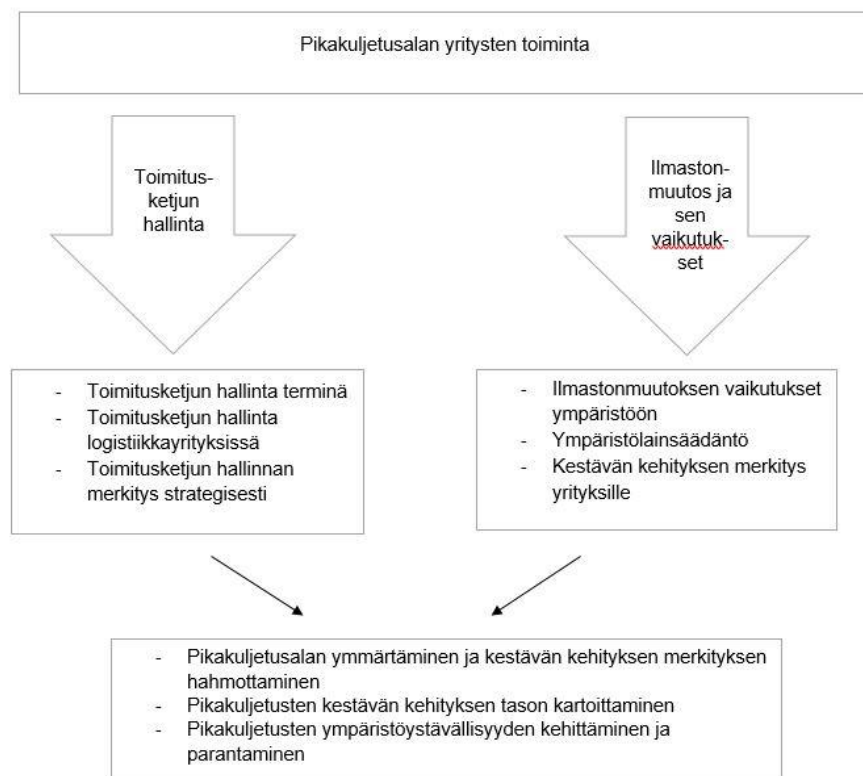 Pikakuljetusalan yritysten toiminta
Toimitus-
ketjun
hallinta
Ilmaston-
muutos ja
sen
vaikutuk-
set
- Toimitusketjun hallinta terminä
- Toimitusketjun hallinta
logistiikkayrityksissä
- Toimitusketjun hallinnan
merkitys strategisesti
- Ilmastonmuutoksen vaikutukset
ympäristöön
- Ympäristölainsäädäntö
- Kestävän kehityksen merkitys
yrityksille
- Pikakuljetusalan ymmärtäminen ja kestävän kehityksen merkityksen
hahmottaminen
- Pikakuljetusten kestävän kehityksen tason kartoittaminen
- Pikakuljetusten ympäristöystävällisyyden kehittäminen ja
parantaminen